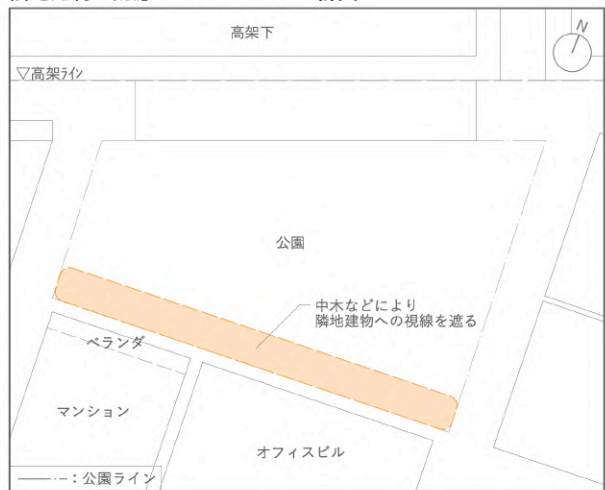 高架下
N
▽高架ライン
公園
中木などにより
隣地建物への視線を遮る
ベランダ
マンション
オフィスビル
：公園ライン